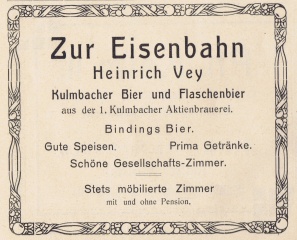 Zur Eisenbahn
Heinrich Vey
Kulmbacher Bier und Flaschenbier
aus der 1. Kulmbacher Aktienbrauerei.
Bindings Bier.
Gute Speisen. Prima Getränke.
Schöne Gesellschafts-Zimmer.
Stets möbilierte Zimmer
mit und ohne Pension.